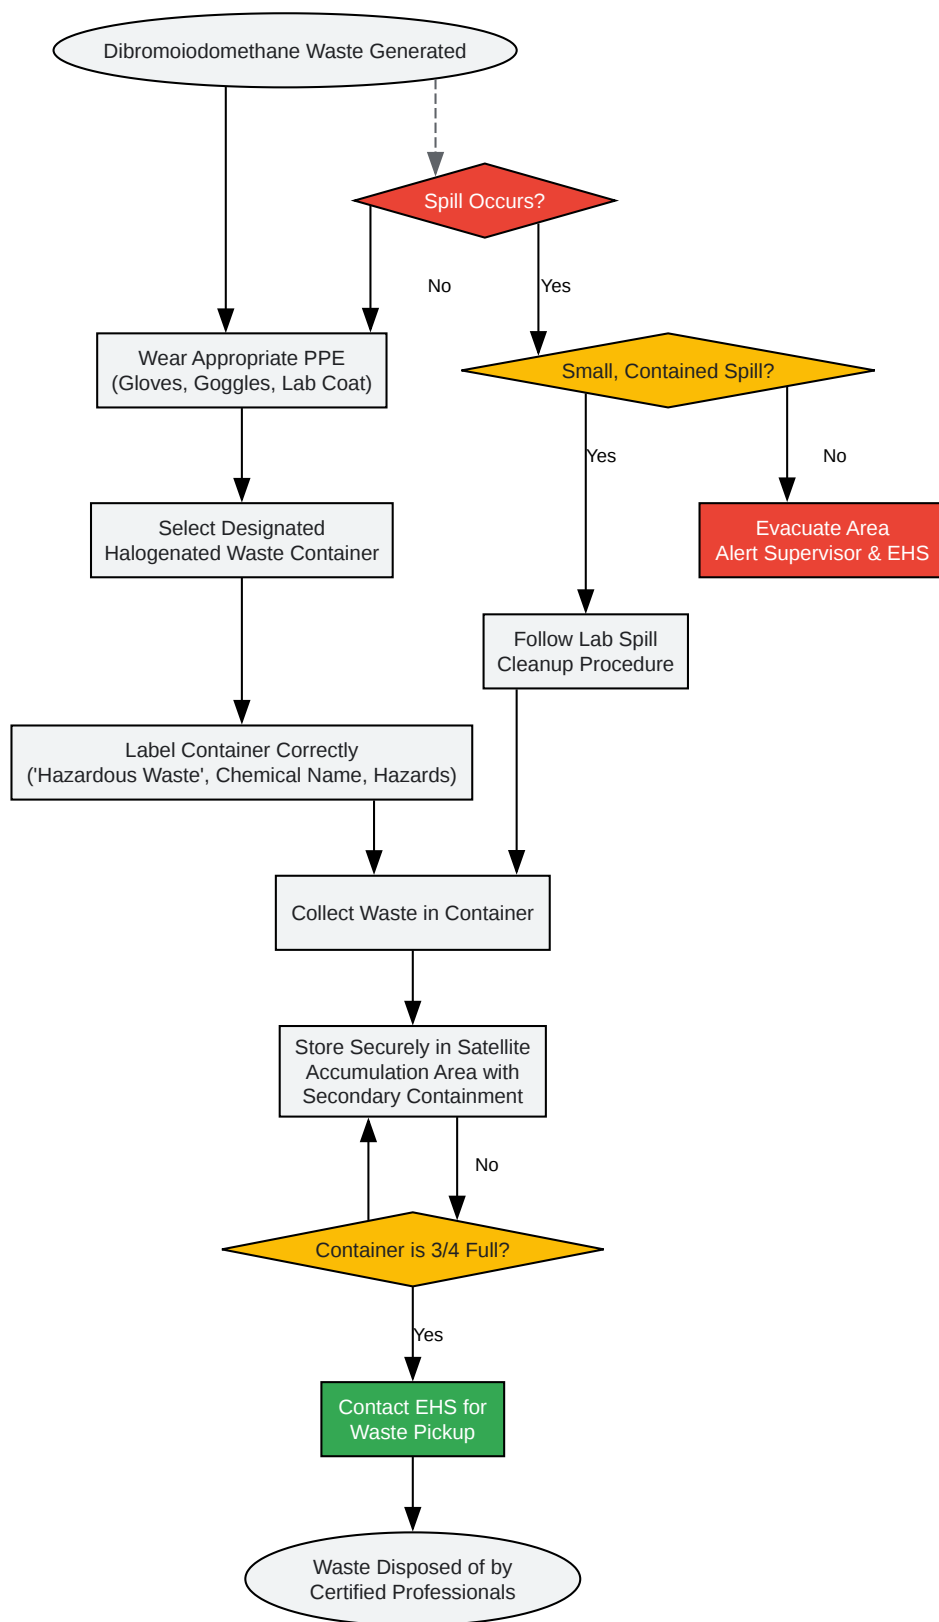 Dibromoiodomethane Waste Generated
Spill Occurs?
No
Yes
Wear Appropriate PPE
(Gloves, Goggles, Lab Coat)
Small, Contained Spill?
Yes
No
Select Designated
Halogenated Waste Container
Evacuate Area
Alert Supervisor & EHS
Follow Lab Spill
Cleanup Procedure
Label Container Correctly
('Hazardous Waste', Chemical Name, Hazards)
Collect Waste in Container
Store Securely in Satellite
Accumulation Area with
Secondary Containment
No
Container is 3/4 Full?
Yes
Contact EHS for
Waste Pickup
Waste Disposed of by
Certified Professionals